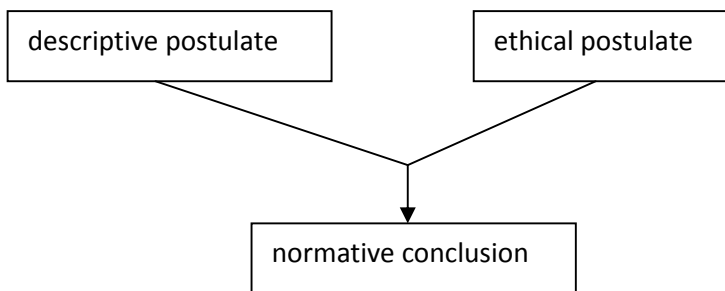 descriptive postulate
ethical postulate
normative conclusion